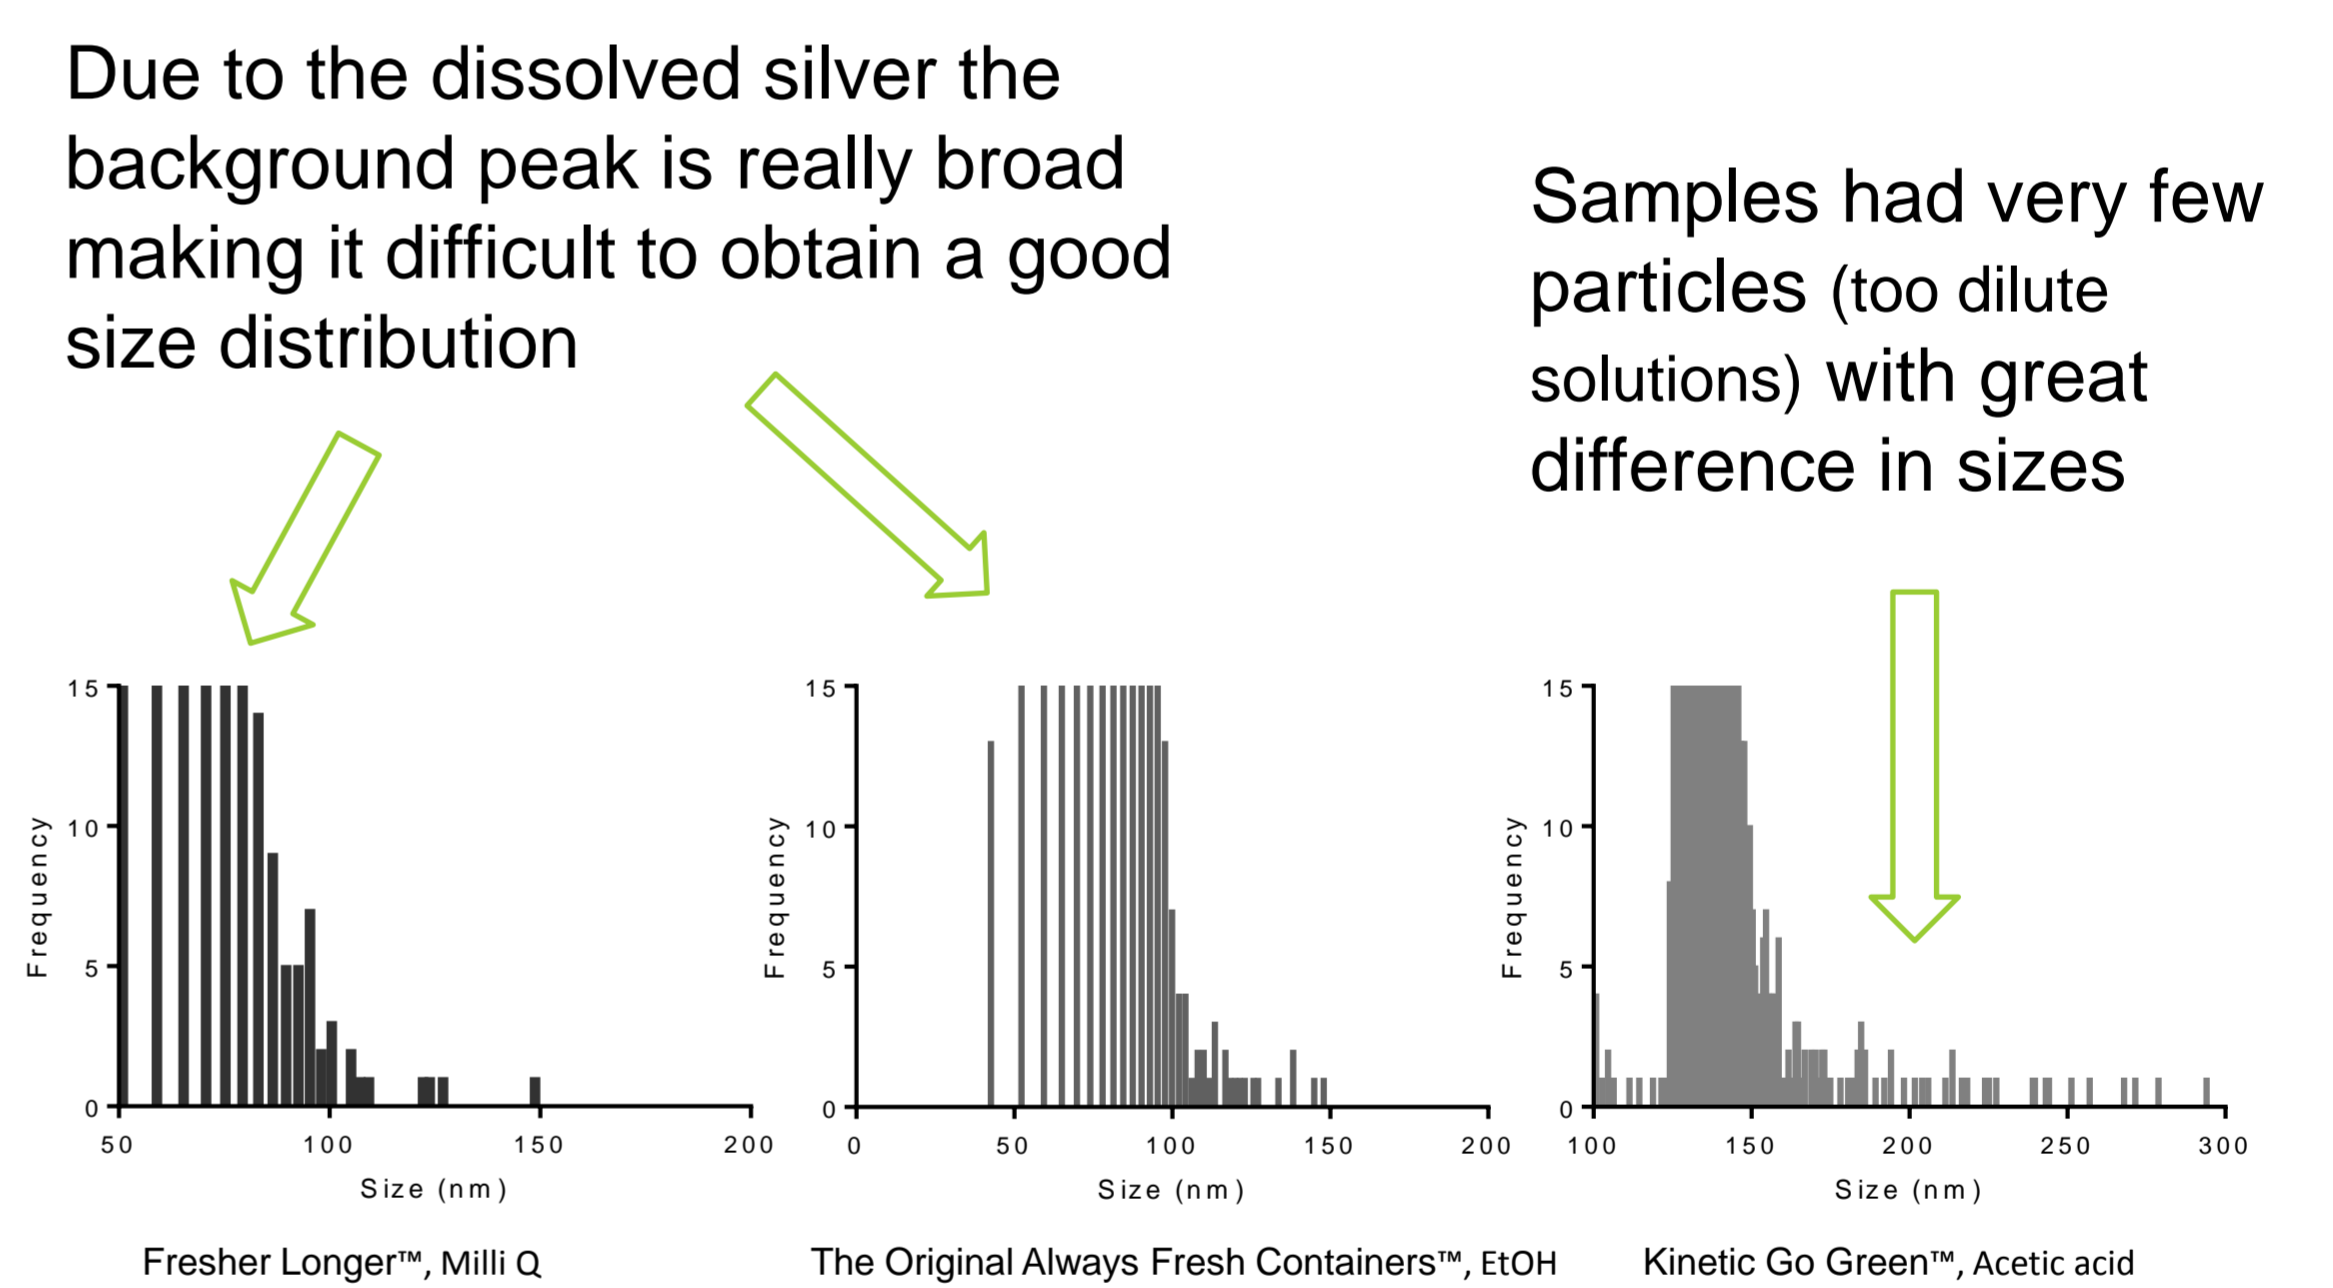 Due to the dissolved silver the
background peak is really broad
making it difficult to obtain a good
size distribution
Samples had very few
particles (too dilute
solutions) with great
difference in sizes
15
10
5
0
Frequency
50 100 150 200
Size (nm)
Fresher Longer™, Milli Q
15
10
5
0
Frequency
0 50 100 150 200
Size (nm)
The Original Always Fresh Containers™, EtOH
15
10
5
0
Frequency
100 150 200 250 300
Size (nm)
Kinetic Go Green™, Acetic acid